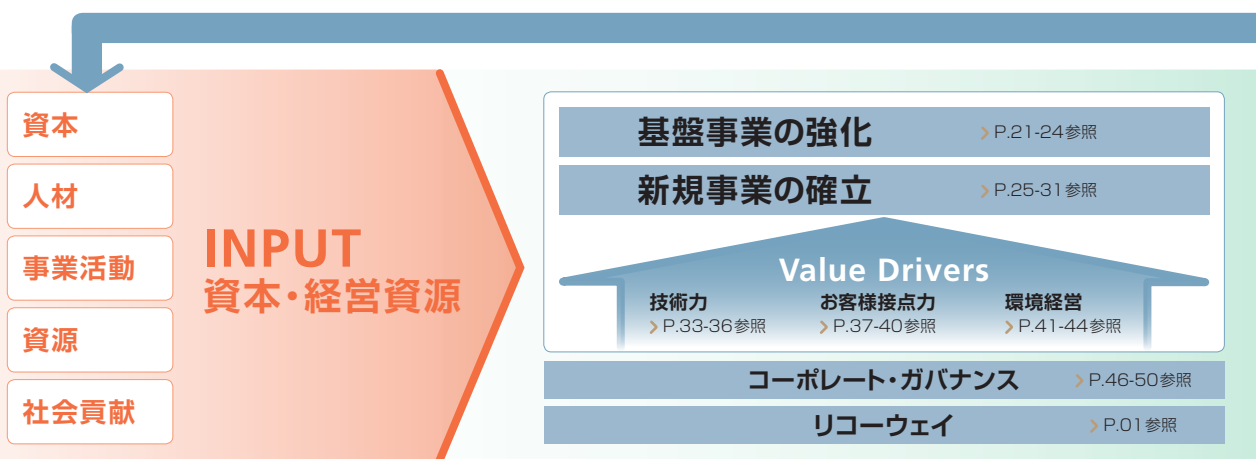 資本
人材
事業活動
資源
社会貢献
INPUT
資本・経営資源
基盤事業の強化 > P.21-24参照
新規事業の確立 > P.25-31参照
Value Drivers
技術力 お客様接点力 環境経営
> P.33-36参照 > P.37-40参照 > P.41-44参照
コーポレート・ガバナンス > P.46-50参照
リコーウェイ > P.01参照